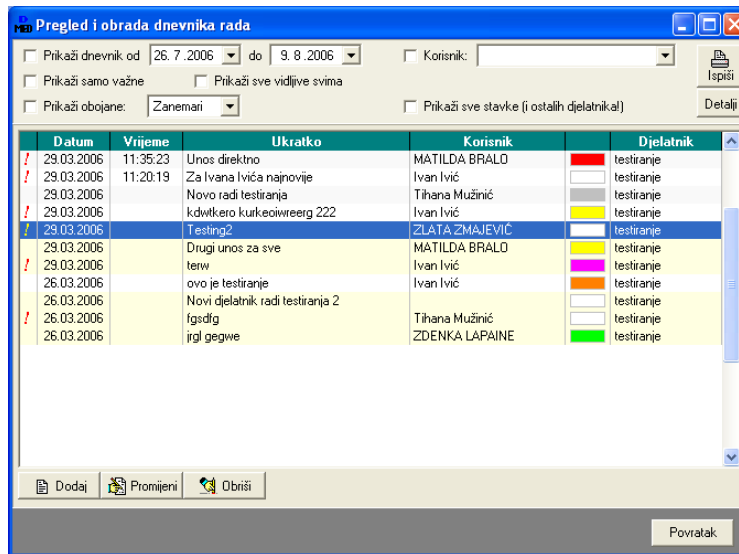 D MED Pregled i obrada dnevnika rada
Prikaži dnevnik od 26. 7 .2006 do 9. 8 .2006 Korisnik:
Ispiši
Prikaži samo važne Prikaži sve vidljive svima
Prikaži obojane: Zanemari Prikaži sve stavke (i ostalih djelatnika!) Detalji
Datum Vrijeme Ukratko Korisnik Djelatnik
! 29.03.2006 11:35:23 Unos direktno MATILDA BRALO testiranje
! 29.03.2006 11:20:19 Za Ivana Ivića najnovije Ivan Ivić testiranje
29.03.2006 Novo radi testiranja Tihana Mužinić testiranje
! 29.03.2006 kdwtkero kurkeoiwreerg 222 Ivan Ivić testiranje
! 29.03.2006 Testing2 ZLATA ZMAJEVIĆ testiranje
29.03.2006 Drugi unos za sve MATILDA BRALO testiranje
! 29.03.2006 terw Ivan Ivić testiranje
26.03.2006 ovo je testiranje Ivan Ivić testiranje
26.03.2006 Novi djelatnik radi testiranja 2 testiranje
! 26.03.2006 fgsdfg Tihana Mužinić testiranje
26.03.2006 jrgl gegwe ZDENKA LAPAINE testiranje
Dodaj Promijeni Obriši
Povratak